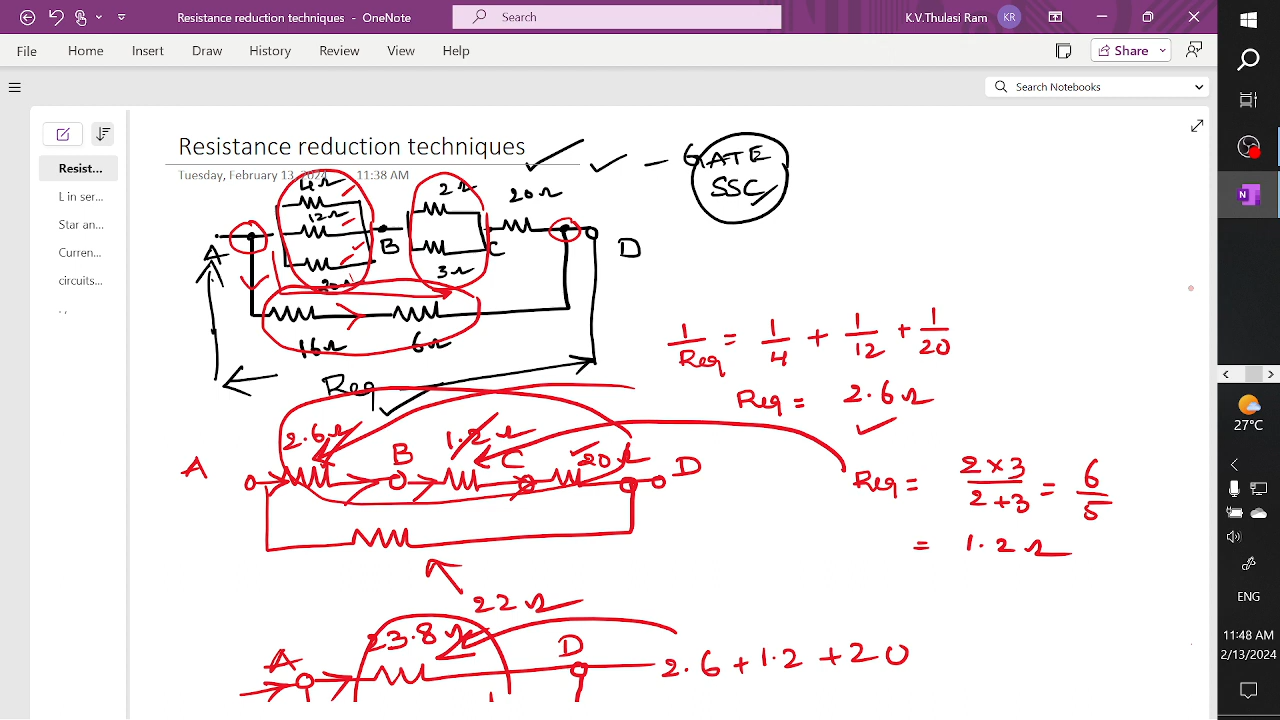 Resistance reduction techniques - OneNote
Search
K.V.Thulasi Ram
KR
File Home Insert Draw History Review View Help
Share
Search Notebooks
Resist...
L in ser...
Star an...
Curren...
circuits...
. ,
Resistance reduction techniques
Tuesday, February 13, 2024 11:38 AM
- GATE
SSC
4Ω
12Ω
20Ω
2Ω
3Ω
20Ω
A
B
C
D
16Ω
6Ω
Req
1/Req = 1/4 + 1/12 + 1/20
Req = 2.6Ω
2.6Ω
1.2Ω
20Ω
A
B
C
D
Req = 2×3/2+3 = 6/5
= 1.2Ω
22Ω
23.8Ω
A
D
2.6+1.2+20
27°C
ENG
11:48 AM
2/13/2024